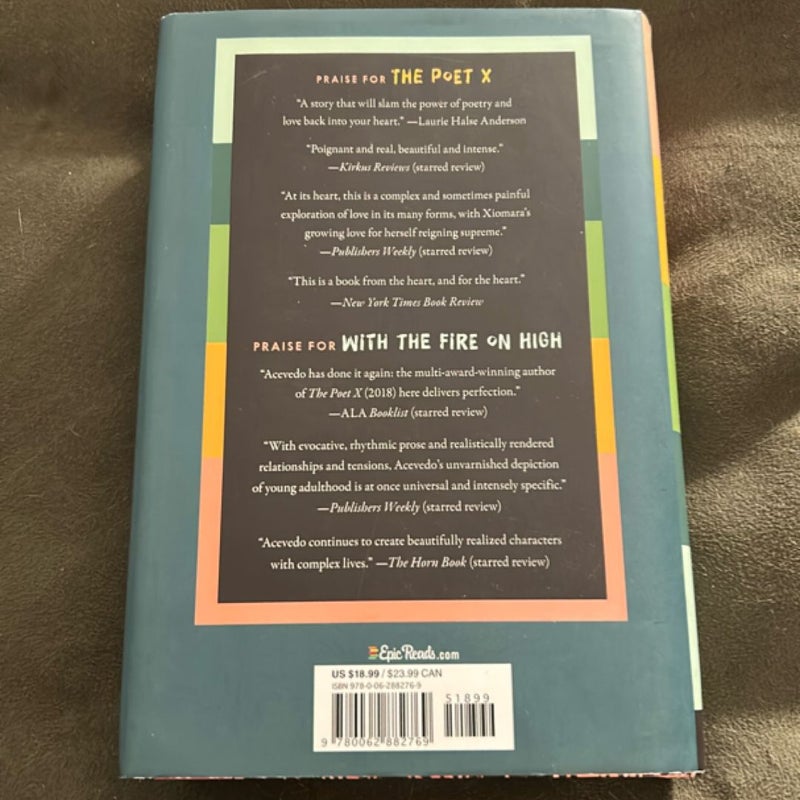 PRAISE FOR THE POET X
“A story that will slam the power of poetry and
love back into your heart.” —Laurie Halse Anderson
“Poignant and real, beautiful and intense.”
—Kirkus Reviews (starred review)
“At its heart, this is a complex and sometimes painful
exploration of love in its many forms, with Xiomara’s
growing love for herself reigning supreme.”
—Publishers Weekly (starred review)
“This is a book from the heart, and for the heart.”
—New York Times Book Review
PRAISE FOR WITH THE FIRE ON HIGH
“Acevedo has done it again: the multi-award-winning author
of The Poet X (2018) here delivers perfection.”
—ALA Booklist (starred review)
“With evocative, rhythmic prose and realistically rendered
relationships and tensions, Acevedo’s unvarnished depiction
of young adulthood is at once universal and intensely specific.”
—Publishers Weekly (starred review)
“Acevedo continues to create beautifully realized characters
with complex lives.” —The Horn Book (starred review)
EpicReads.com
US $18.99 / $23.99 CAN
ISBN 978-0-06-288276-9
51899
9 780062 882769